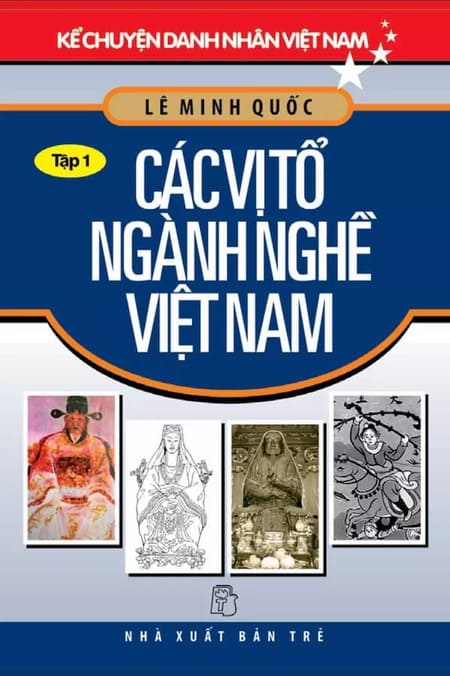 KỂ CHUYỆN DANH NHÂN VIỆT NAM
LÊ MINH QUỐC
Tập 1
CÁC VỊ TỔ
NGÀNH NGHỀ
VIỆT NAM
NHÀ XUẤT BẢN TRẺ